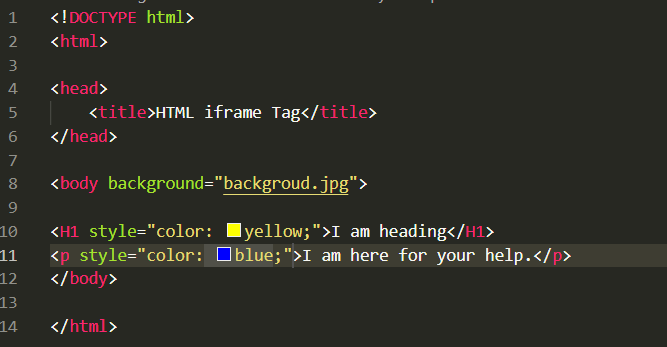 1 <!DOCTYPE html>
2 <html>
3
4 <head>
5     <title>HTML iframe Tag</title>
6 </head>
7
8 <body background="backgroud.jpg">
9
10 <H1 style="color: yellow;">I am heading</H1>
11 <p style="color: blue;">I am here for your help.</p>
12 </body>
13
14 </html>